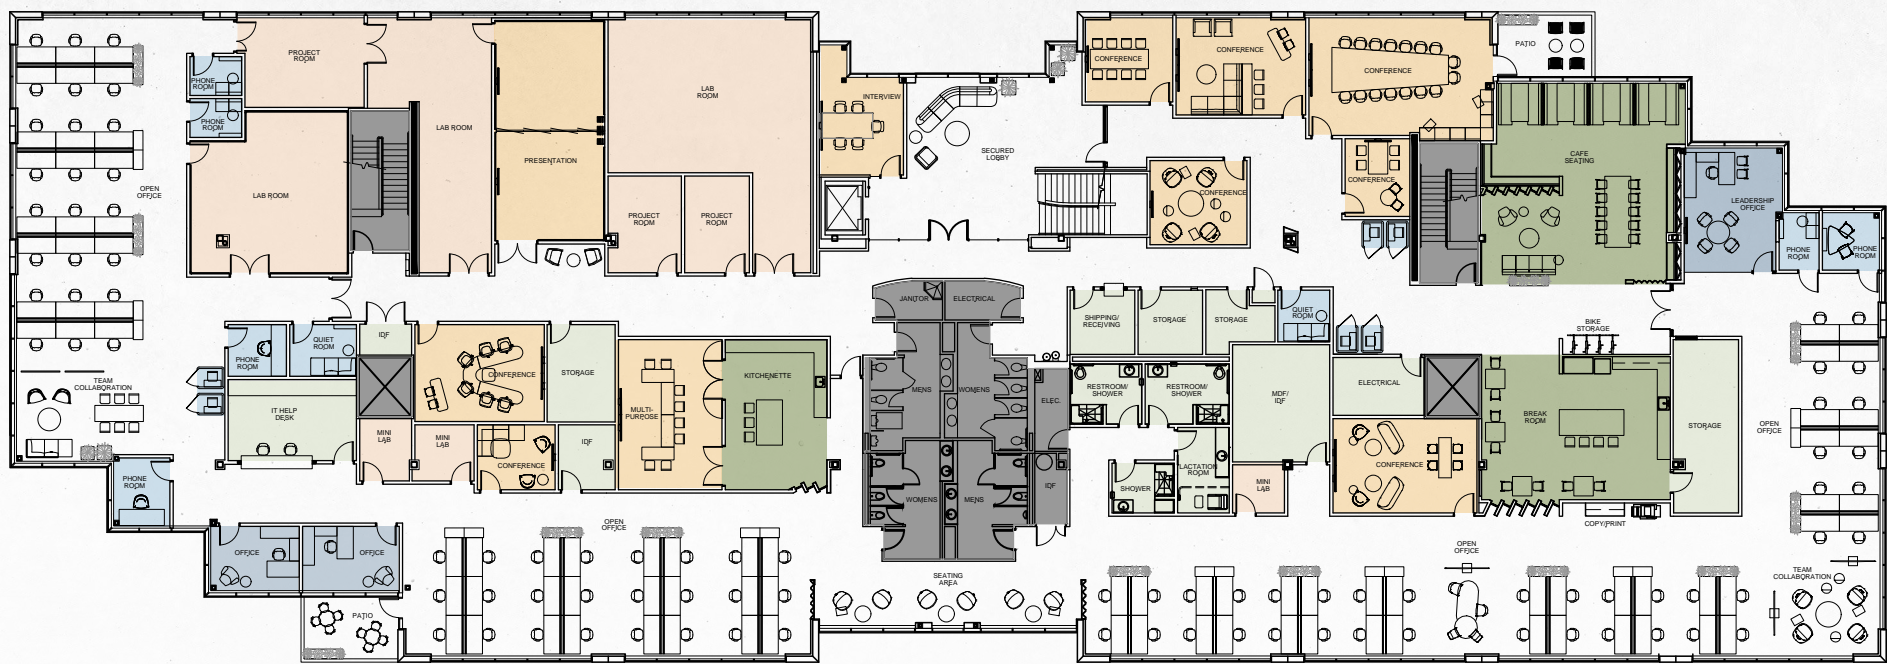 PROJECT
ROOM
PHONE
ROOM
PHONE
ROOM
LAB ROOM
LAB ROOM
OPEN
OFFICE
PRESENTATION
LAB
ROOM
PROJECT
ROOM
PROJECT
ROOM
INTERVIEW
SECURED
LOBBY
CONFERENCE
CONFERENCE
CONFERENCE
PATIO
CONFERENCE
CONFERENCE
CAFE
SEATING
LEADERSHIP
OFFICE
PHONE
ROOM
PHONE
ROOM
JANITOR
ELECTRICAL
SHIPPING/
RECEIVING
STORAGE
STORAGE
QUIET
ROOM
BIKE
STORAGE
PHONE
ROOM
QUIET
ROOM
IDF
CONFERENCE
STORAGE
MULTI-
PURPOSE
KITCHENETTE
MENS
WOMENS
ELEC.
RESTROOM/
SHOWER
RESTROOM/
SHOWER
MDF/
IDF
ELECTRICAL
BREAK
ROOM
STORAGE
OPEN
OFFICE
TEAM
COLLABORATION
IT HELP
DESK
MINI
LAB
MINI
LAB
CONFERENCE
IDF
WOMENS
MENS
IDF
SHOWER
LACTATION
ROOM
MINI
LAB
CONFERENCE
COPY/PRINT
PHONE
ROOM
OFFICE
OFFICE
OPEN
OFFICE
OPEN
OFFICE
TEAM
COLLABORATION
SEATING
AREA
PATIO